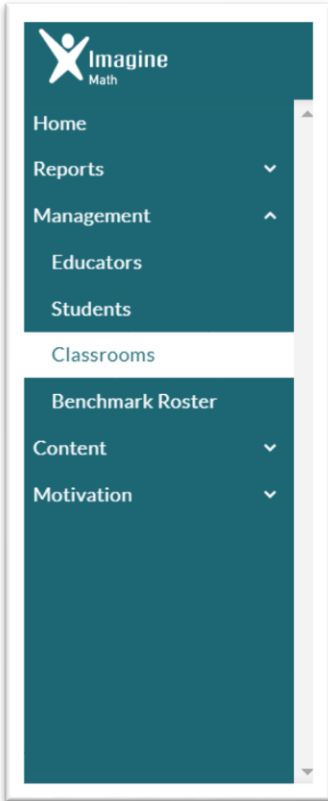 Imagine
Math
Home
Reports
Management
Educators
Students
Classrooms
Benchmark Roster
Content
Motivation